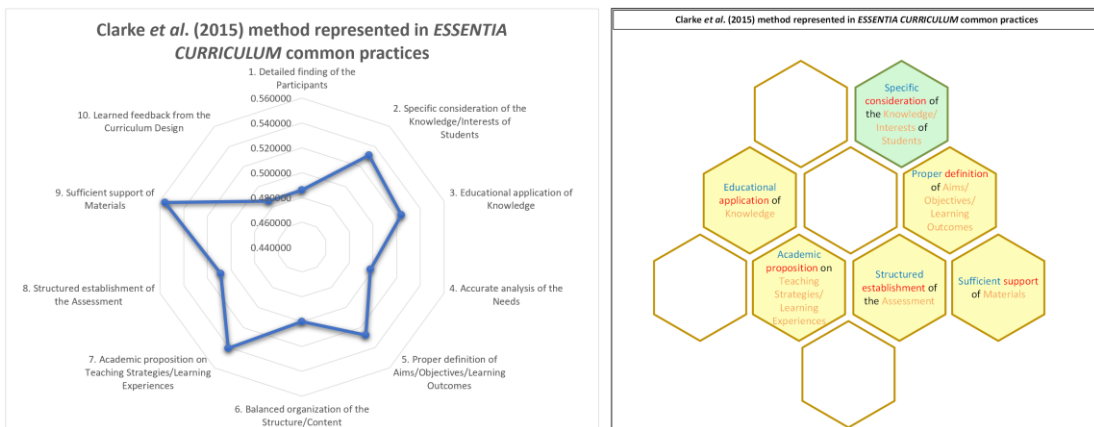 Clarke et al. (2015) method represented in ESSENTIA
CURRICULUM common practices
1. Detailed finding of the
Participants
0.560000
0.540000
0.520000
0.500000
0.480000
0.460000
0.440000
2. Specific consideration of the
Knowledge/Interests of
Students
3. Educational application of
Knowledge
4. Accurate analysis of the
Needs
5. Proper definition of
Aims/Objectives/Learning
Outcomes
6. Balanced organization of the
Structure/Content
7. Academic proposition on
Teaching Strategies/Learning
Experiences
8. Structured establishment of
the Assessment
9. Sufficient support of
Materials
10. Learned feedback from the
Curriculum Design
Clarke et al. (2015) method represented in ESSENTIA CURRICULUM common practices
Specific
consideration of
the Knowledge/
Interests of
Students
Educational
application of
Knowledge
Proper definition
of Aims/
Objectives/
Learning
Outcomes
Academic
proposition on
Teaching
Strategies/
Learning
Experiences
Structured
establishment of
the Assessment
Sufficient support
of Materials